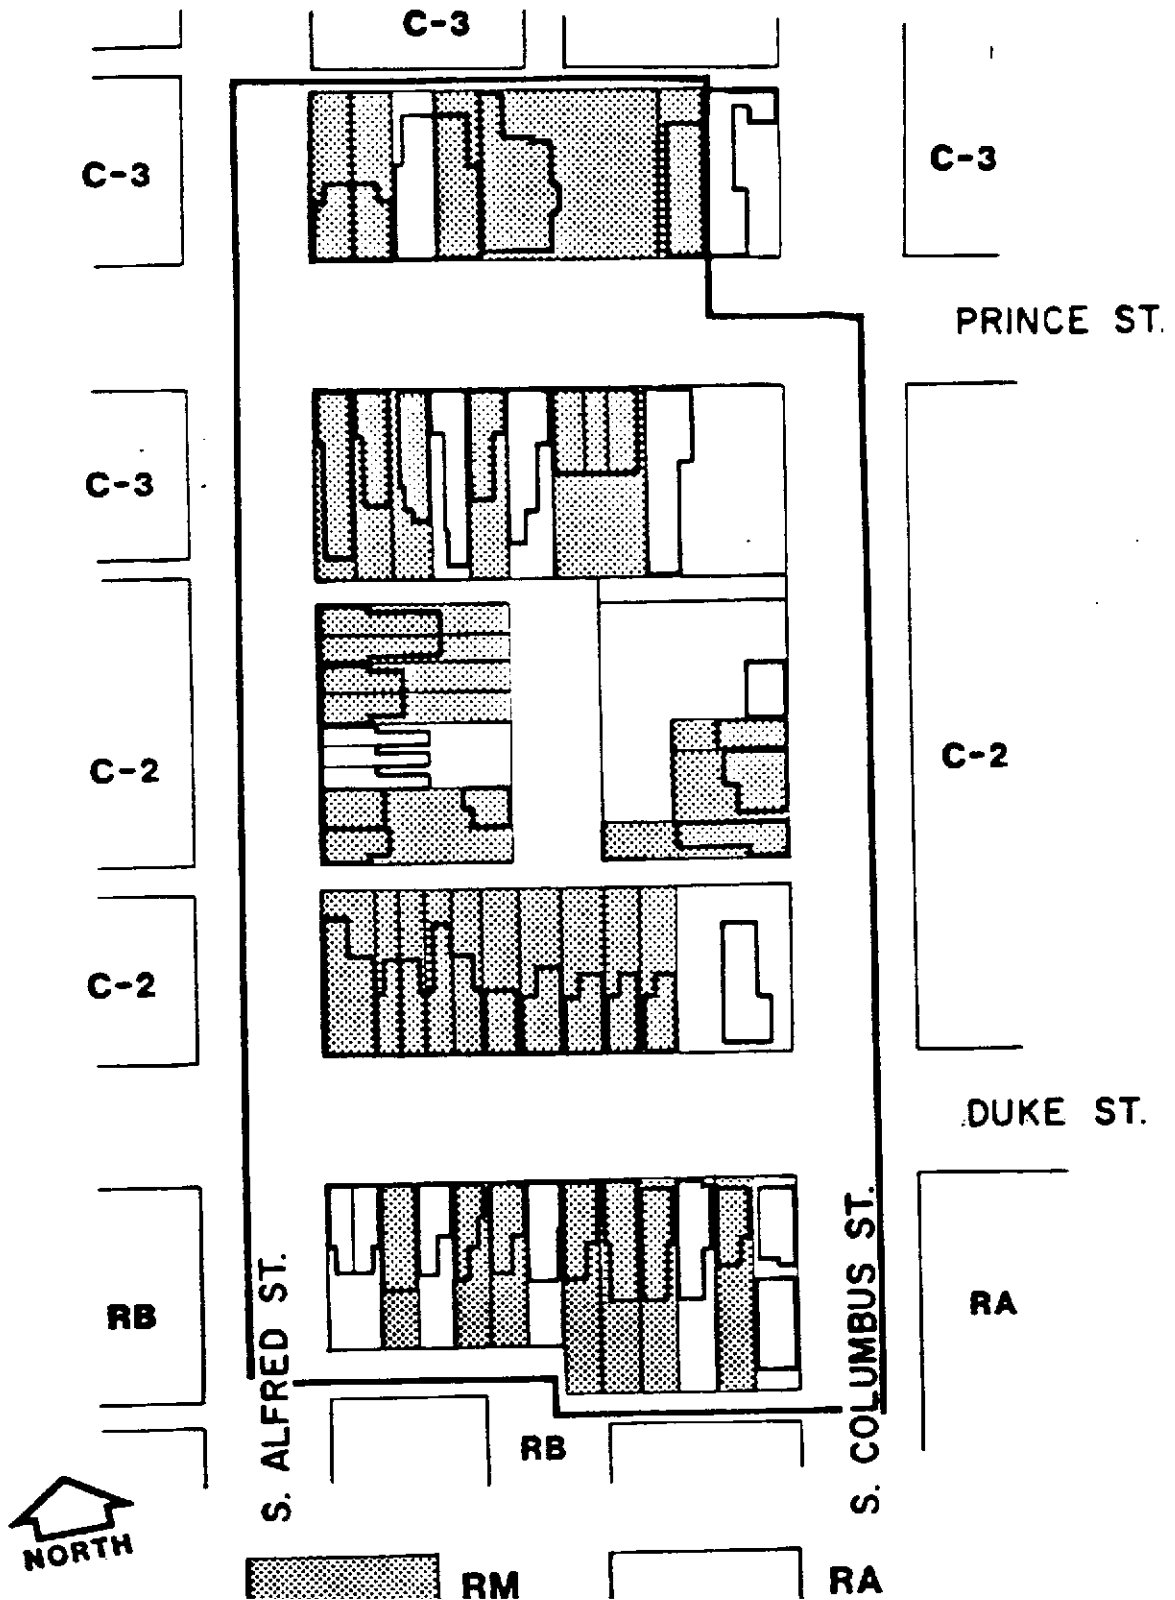 C-3
C-3
C-3
PRINCE ST.
C-3
C-2
C-2
C-2
DUKE ST.
RB
RA
S. ALFRED ST.
S. COLUMBUS ST.
RB
NORTH
RM
RA